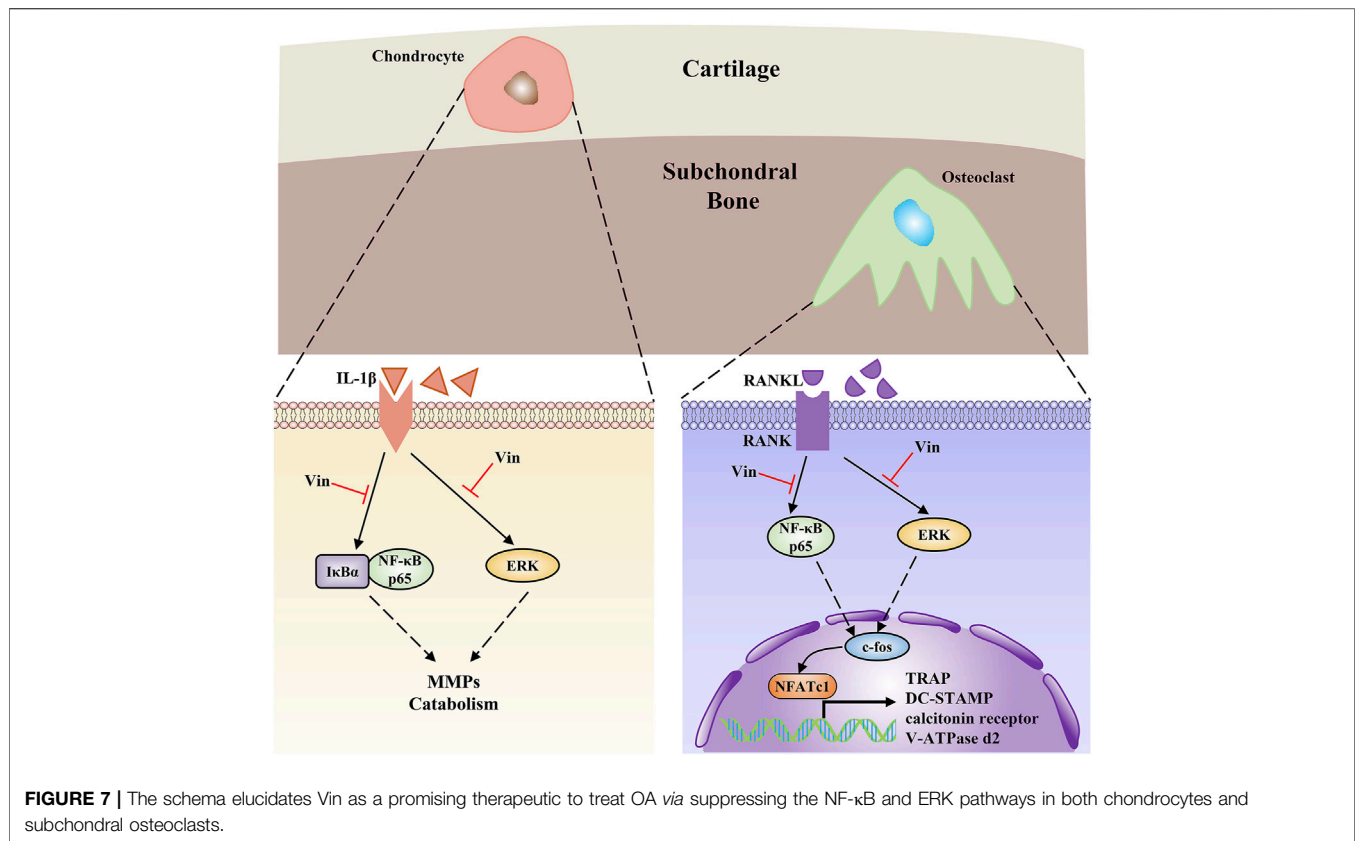 Chondrocyte
Cartilage
Subchondral
Bone
Osteoclast
IL-1β
Vin
Vin
IκBα
NF-κB
p65
ERK
MMPs
Catabolism
RANKL
RANK
Vin
Vin
NF-κB
p65
ERK
c-fos
NFATc1
TRAP
DC-STAMP
calcitonin receptor
V-ATPase d2
FIGURE 7 | The schema elucidates Vin as a promising therapeutic to treat OA via suppressing the NF-κB and ERK pathways in both chondrocytes and
subchondral osteoclasts.